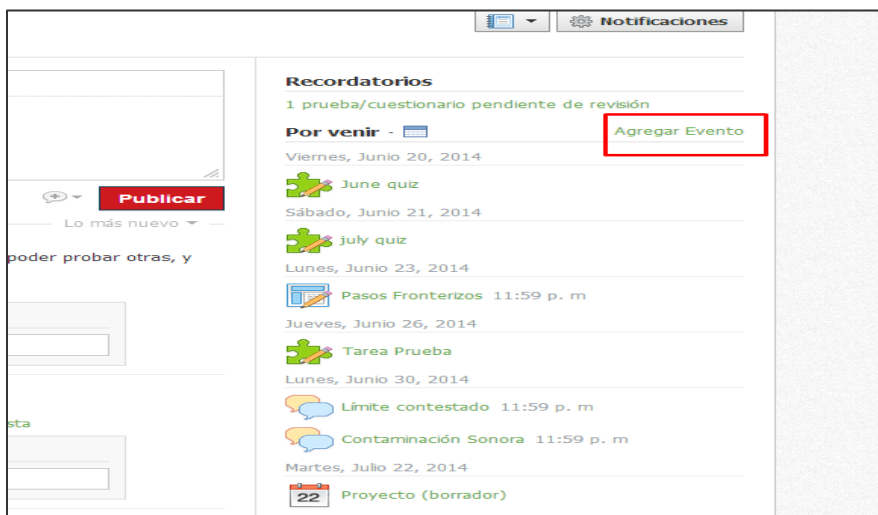 Notificaciones
Recordatorios
1 prueba/cuestionario pendiente de revisión
Por venir - Agregar Evento
Viernes, Junio 20, 2014
June quiz
Publicar
Sábado, Junio 21, 2014
Lo más nuevo
july quiz
poder probar otras, y
Lunes, Junio 23, 2014
Pasos Fronterizos 11:59 p. m
Jueves, Junio 26, 2014
Tarea Prueba
Lunes, Junio 30, 2014
Límite contestado 11:59 p. m
sta
Contaminación Sonora 11:59 p. m
Martes, Julio 22, 2014
22 Proyecto (borrador)